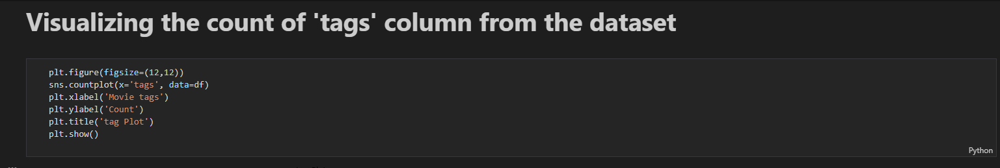 Visualizing the count of 'tags' column from the dataset
plt.figure(figsize=(12,12))
sns.countplot(x='tags', data=df)
plt.xlabel('Movie tags')
plt.ylabel('Count')
plt.title('tag Plot')
plt.show()
Python